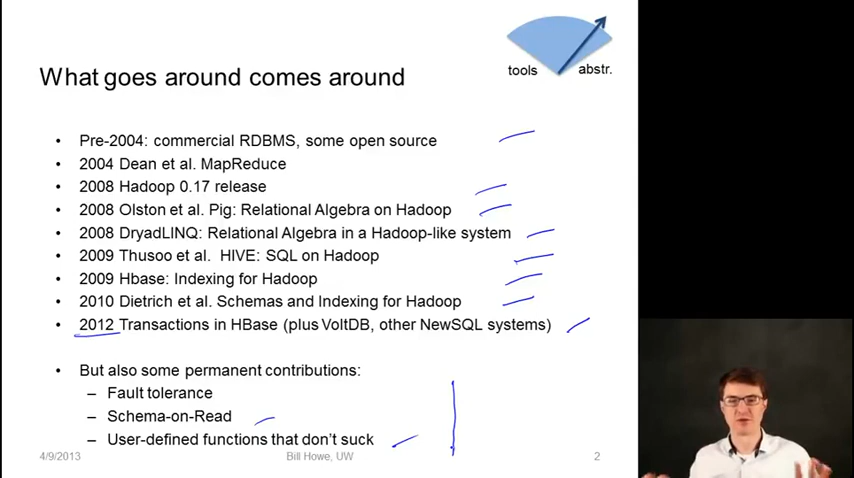 tools
abstr.
What goes around comes around
• Pre-2004: commercial RDBMS, some open source
• 2004 Dean et al. MapReduce
• 2008 Hadoop 0.17 release
• 2008 Olston et al. Pig: Relational Algebra on Hadoop
• 2008 DryadLINQ: Relational Algebra in a Hadoop-like system
• 2009 Thusoo et al. HIVE: SQL on Hadoop
• 2009 Hbase: Indexing for Hadoop
• 2010 Dietrich et al. Schemas and Indexing for Hadoop
• 2012 Transactions in HBase (plus VoltDB, other NewSQL systems)
• But also some permanent contributions:
– Fault tolerance
– Schema-on-Read
– User-defined functions that don't suck
4/9/2013
Bill Howe, UW
2